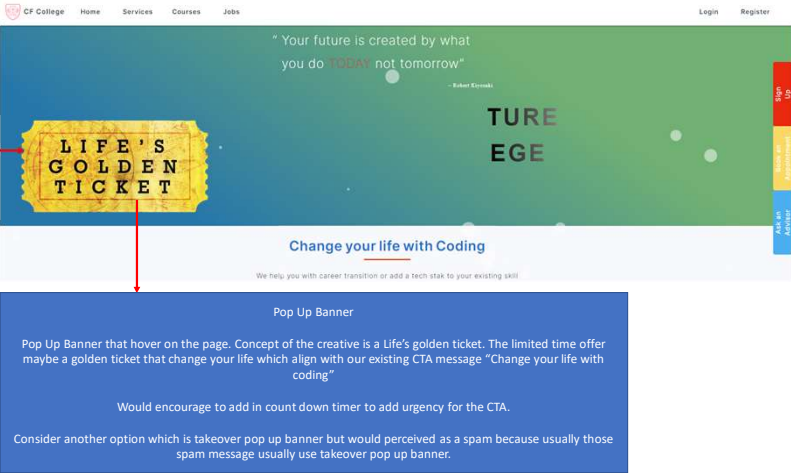 CF College Home Services Courses Jobs Login Register
" Your future is created by what
you do TODAY not tomorrow"
- Robert Kiyosaki
TURE
EGE
LIFE'S
GOLDEN
TICKET
Sign
Up
Book an
Appointment
Ask an
Advisor
Change your life with Coding
We help you with career transition or add a tech stak to your existing skill
Pop Up Banner
Pop Up Banner that hover on the page. Concept of the creative is a Life's golden ticket. The limited time offer
maybe a golden ticket that change your life which align with our existing CTA message “Change your life with
coding”
Would encourage to add in count down timer to add urgency for the CTA.
Consider another option which is takeover pop up banner but would perceived as a spam because usually those
spam message usually use takeover pop up banner.